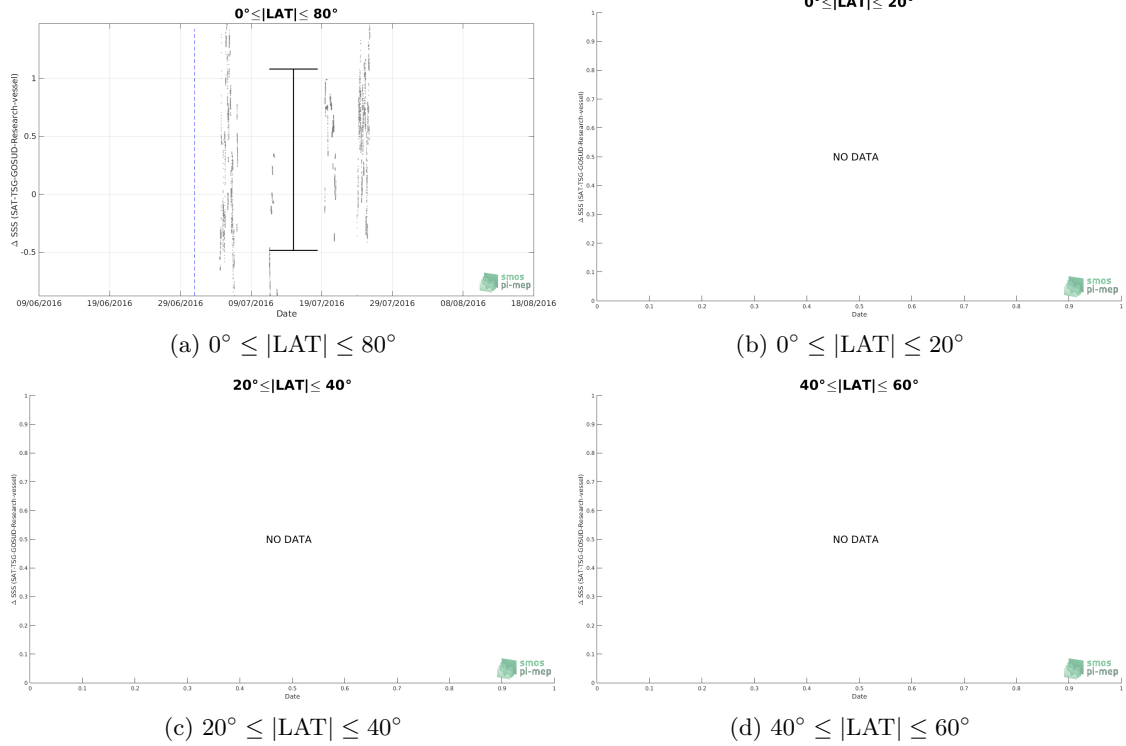 0°≤|LAT|≤ 80°
Δ SSS (SAT-TSG-GOSUD-Research-vessel)
1
0.5
0
-0.5
09/06/2016 19/06/2016 29/06/2016 09/07/2016 19/07/2016 29/07/2016 08/08/2016 18/08/2016
Date
smos
pi-mep
(a) 0° ≤ |LAT| ≤ 80°
0°≤|LAT|≤ 20°
Δ SSS (SAT-TSG-GOSUD-Research-vessel)
1
0.9
0.8
0.7
0.6
0.5
0.4
0.3
0.2
0.1
0
NO DATA
0 0.1 0.2 0.3 0.4 0.5 0.6 0.7 0.8 0.9 1
Date
smos
pi-mep
(b) 0° ≤ |LAT| ≤ 20°
20°≤|LAT|≤ 40°
Δ SSS (SAT-TSG-GOSUD-Research-vessel)
1
0.9
0.8
0.7
0.6
0.5
0.4
0.3
0.2
0.1
0
NO DATA
0 0.1 0.2 0.3 0.4 0.5 0.6 0.7 0.8 0.9 1
Date
smos
pi-mep
(c) 20° ≤ |LAT| ≤ 40°
40°≤|LAT|≤ 60°
Δ SSS (SAT-TSG-GOSUD-Research-vessel)
1
0.9
0.8
0.7
0.6
0.5
0.4
0.3
0.2
0.1
0
NO DATA
0 0.1 0.2 0.3 0.4 0.5 0.6 0.7 0.8 0.9 1
Date
smos
pi-mep
(d) 40° ≤ |LAT| ≤ 60°